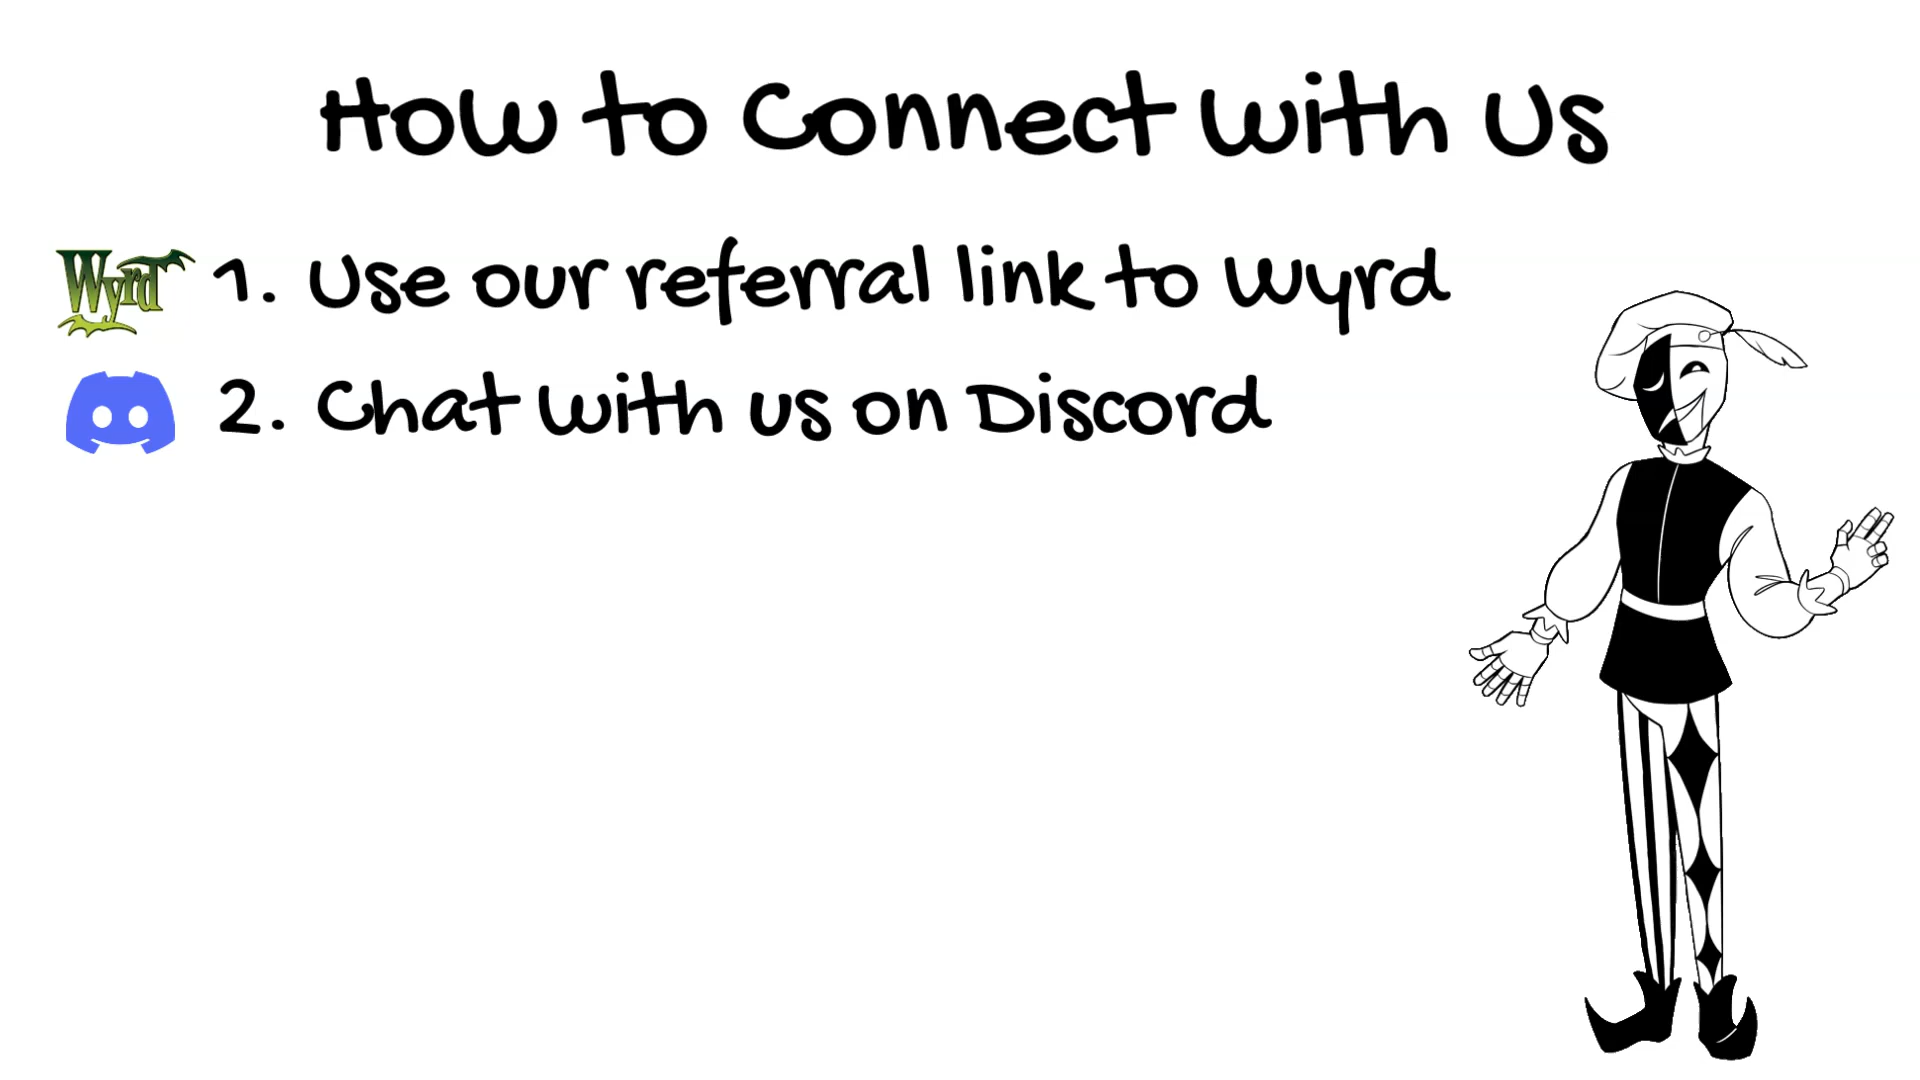 How to Connect with Us
Wyrd 1. Use our referral link to Wyrd
2. Chat with us on Discord